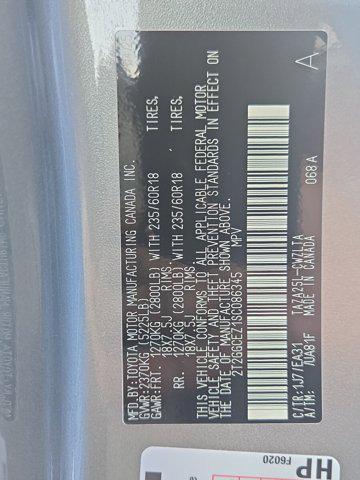 MFD. BY: TOYOTA MOTOR MANUFACTURING CANADA INC.
GVWR:2370KG (5225LB)
GAWR:FRT. 1270KG (2800LB) WITH 235/60R18 TIRES,
18X7.5J RIMS
RR. 1270KG (2800LB) WITH 235/60R18 TIRES,
18X7.5J RIMS
THIS VEHICLE CONFORMS TO ALL APPLICABLE FEDERAL MOTOR
VEHICLE SAFETY AND THEFT PREVENTION STANDARDS IN EFFECT ON
THE DATE OF MANUFACTURE SHOWN ABOVE.
MPV
C/TR:1J7/EA31
A/TM: /UA81F
MADE IN CANADA
068A
A
HP
F6020